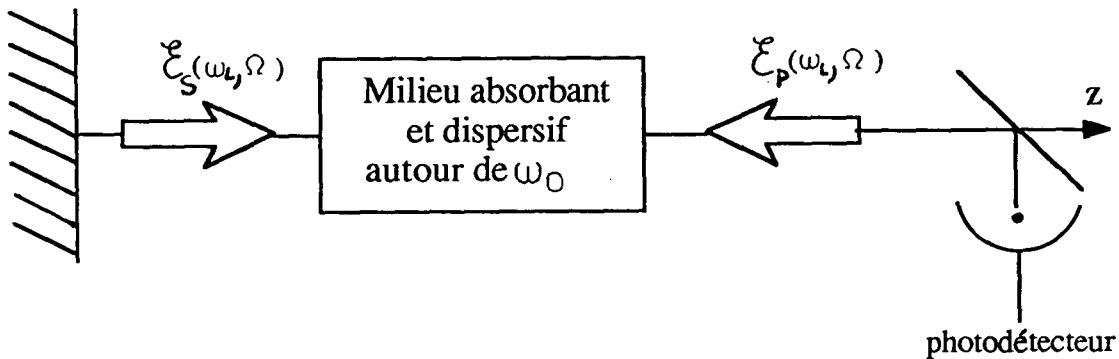 ℰs(ωL, Ω)
ℰp(ωL, Ω)
Milieu absorbant
et dispersif
autour de ω0
z
photodétecteur